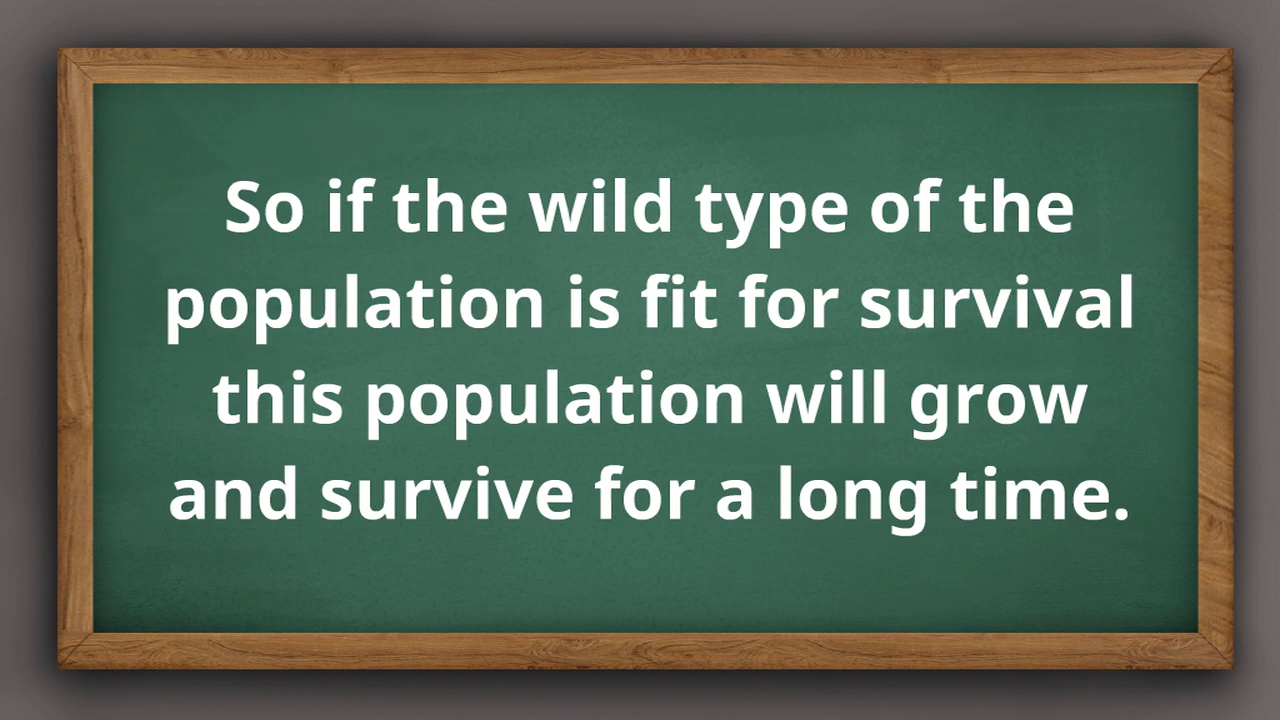 So if the wild type of the
population is fit for survival
this population will grow
and survive for a long time.